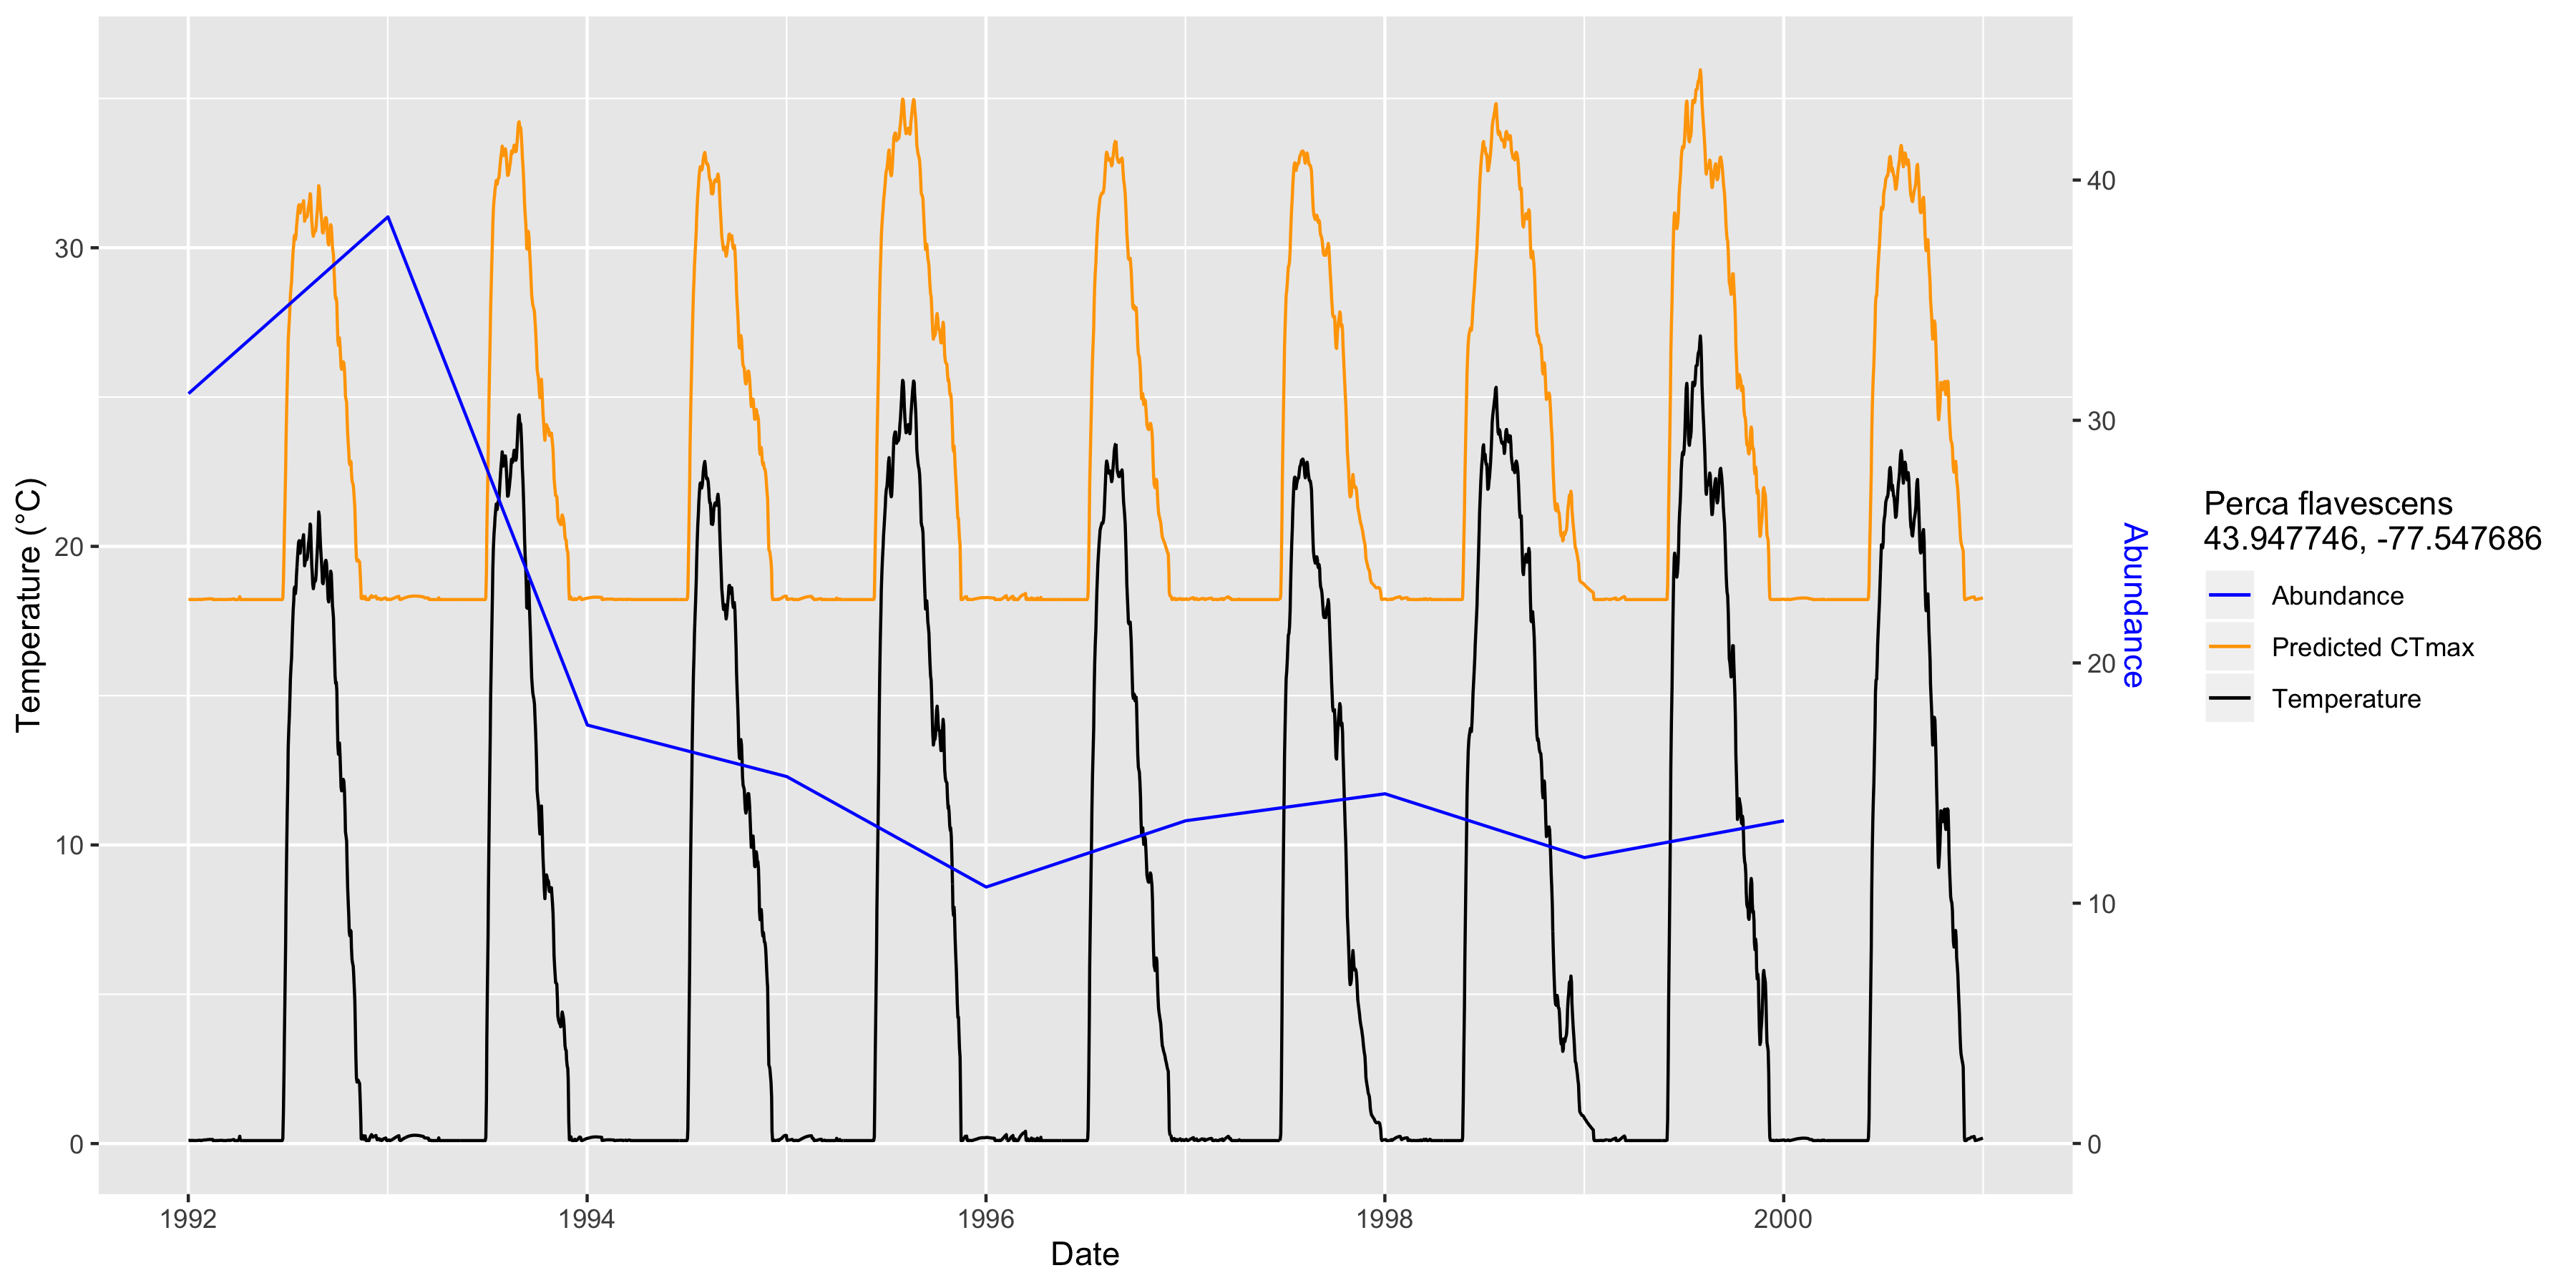 Temperature (°C)
30
20
10
0
1992
1994
1996
1998
2000
Date
40
30
20
10
0
Abundance
Perca flavescens
43.947746, -77.547686
Abundance
Predicted CTmax
Temperature